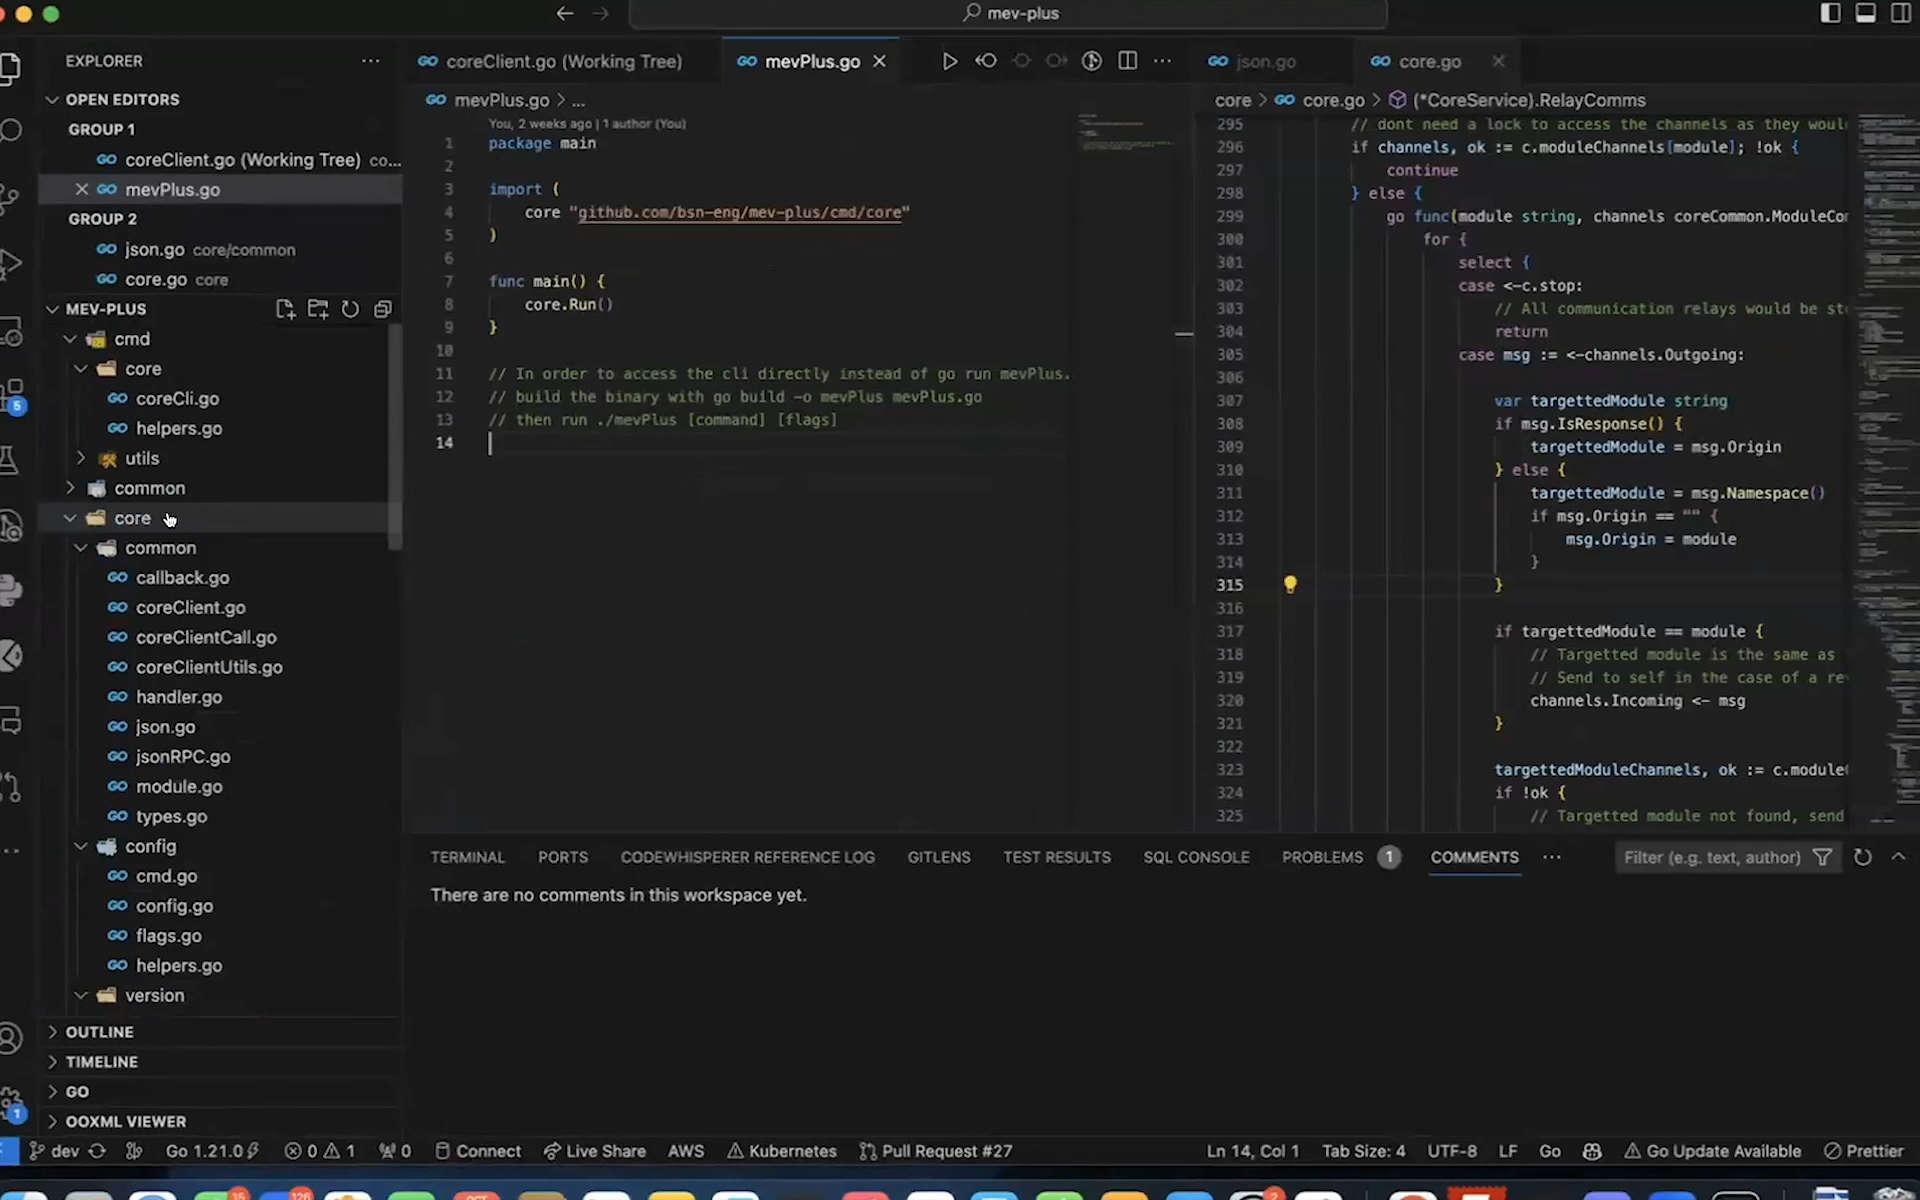 mev-plus
EXPLORER
OPEN EDITORS
GROUP 1
coreClient.go (Working Tree) co...
mevPlus.go
GROUP 2
json.go core/common
core.go core
MEV-PLUS
cmd
core
coreCli.go
helpers.go
utils
common
core
common
callback.go
coreClient.go
coreClientCall.go
coreClientUtils.go
handler.go
json.go
jsonRPC.go
module.go
types.go
config
cmd.go
config.go
flags.go
helpers.go
version
OUTLINE
TIMELINE
GO
OOXML VIEWER
5
1
coreClient.go (Working Tree)
mevPlus.go
mevPlus.go > ...
You, 2 weeks ago | 1 author (You)
1 package main
2
3 import (
4 core "github.com/bsn-eng/mev-plus/cmd/core"
5 )
6
7 func main() {
8 core.Run()
9 }
10
11 // In order to access the cli directly instead of go run mevPlus.
12 // build the binary with go build -o mevPlus mevPlus.go
13 // then run ./mevPlus [command] [flags]
14
json.go
core.go
core > core.go > (*CoreService).RelayComms
295 // dont need a lock to access the channels as they woul
296 if channels, ok := c.moduleChannels[module]; !ok {
297 continue
298 } else {
299 go func(module string, channels coreCommon.ModuleCo
300 for {
301 select {
302 case <-c.stop:
303 // All communication relays would be st
304 return
305 case msg := <-channels.Outgoing:
306
307 var targettedModule string
308 if msg.IsResponse() {
309 targettedModule = msg.Origin
310 } else {
311 targettedModule = msg.Namespace()
312 if msg.Origin == "" {
313 msg.Origin = module
314 }
315 }
316
317 if targettedModule == module {
318 // Targetted module is the same as
319 // Send to self in the case of a re
320 channels.Incoming <- msg
321 }
322
323 targettedModuleChannels, ok := c.module
324 if !ok {
325 // Targetted module not found, send
TERMINAL PORTS CODEWHISPERER REFERENCE LOG GITLENS TEST RESULTS SQL CONSOLE PROBLEMS 1 COMMENTS
Filter (e.g. text, author)
There are no comments in this workspace yet.
dev Go 1.21.0 0 1 0 Connect Live Share AWS Kubernetes Pull Request #27 Ln 14, Col 1 Tab Size: 4 UTF-8 LF Go Go Update Available Prettier